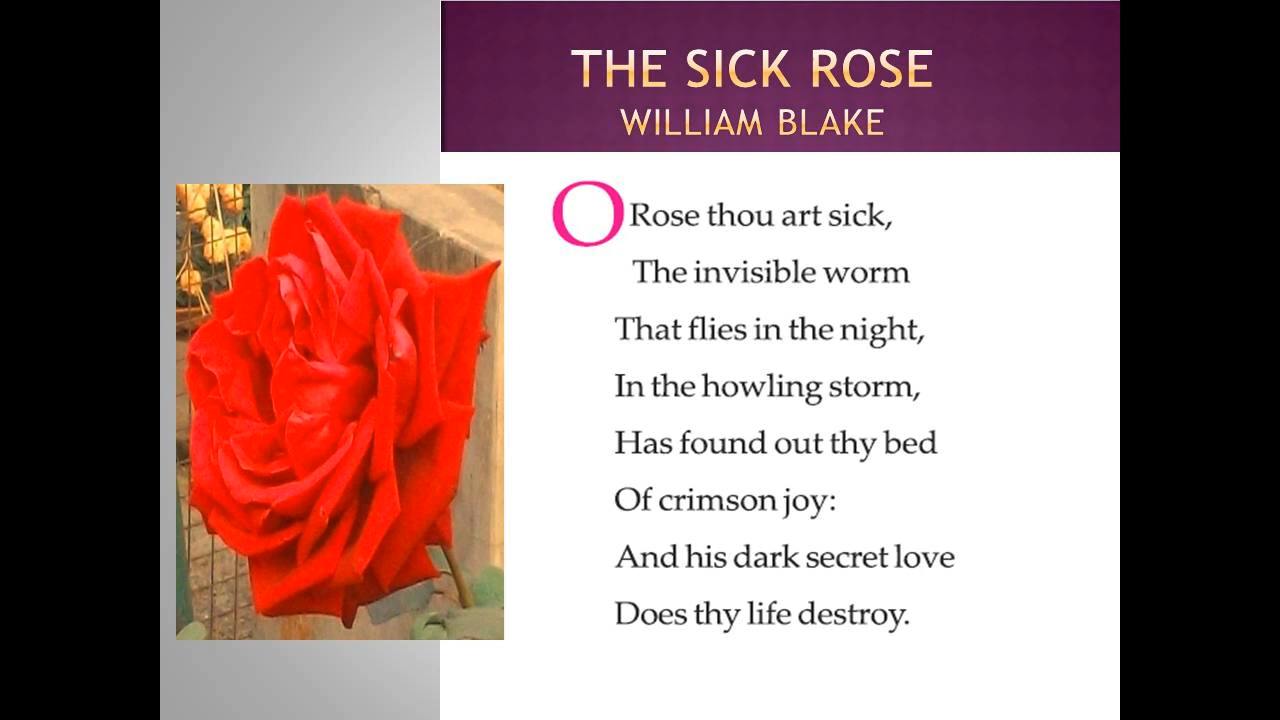 THE SICK ROSE
WILLIAM BLAKE
O Rose thou art sick,
The invisible worm
That flies in the night,
In the howling storm,
Has found out thy bed
Of crimson joy:
And his dark secret love
Does thy life destroy.